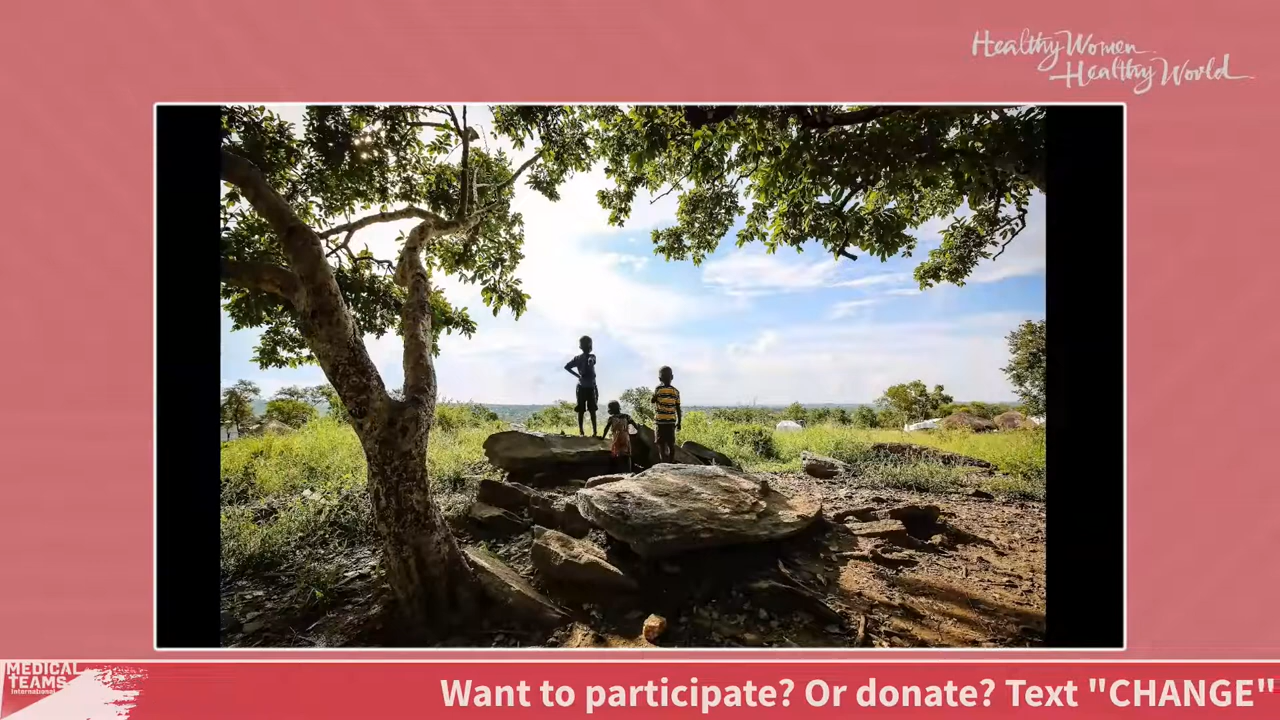 Healthy Women
Healthy World
MEDICAL
TEAMS
International
Want to participate? Or donate? Text "CHANGE"